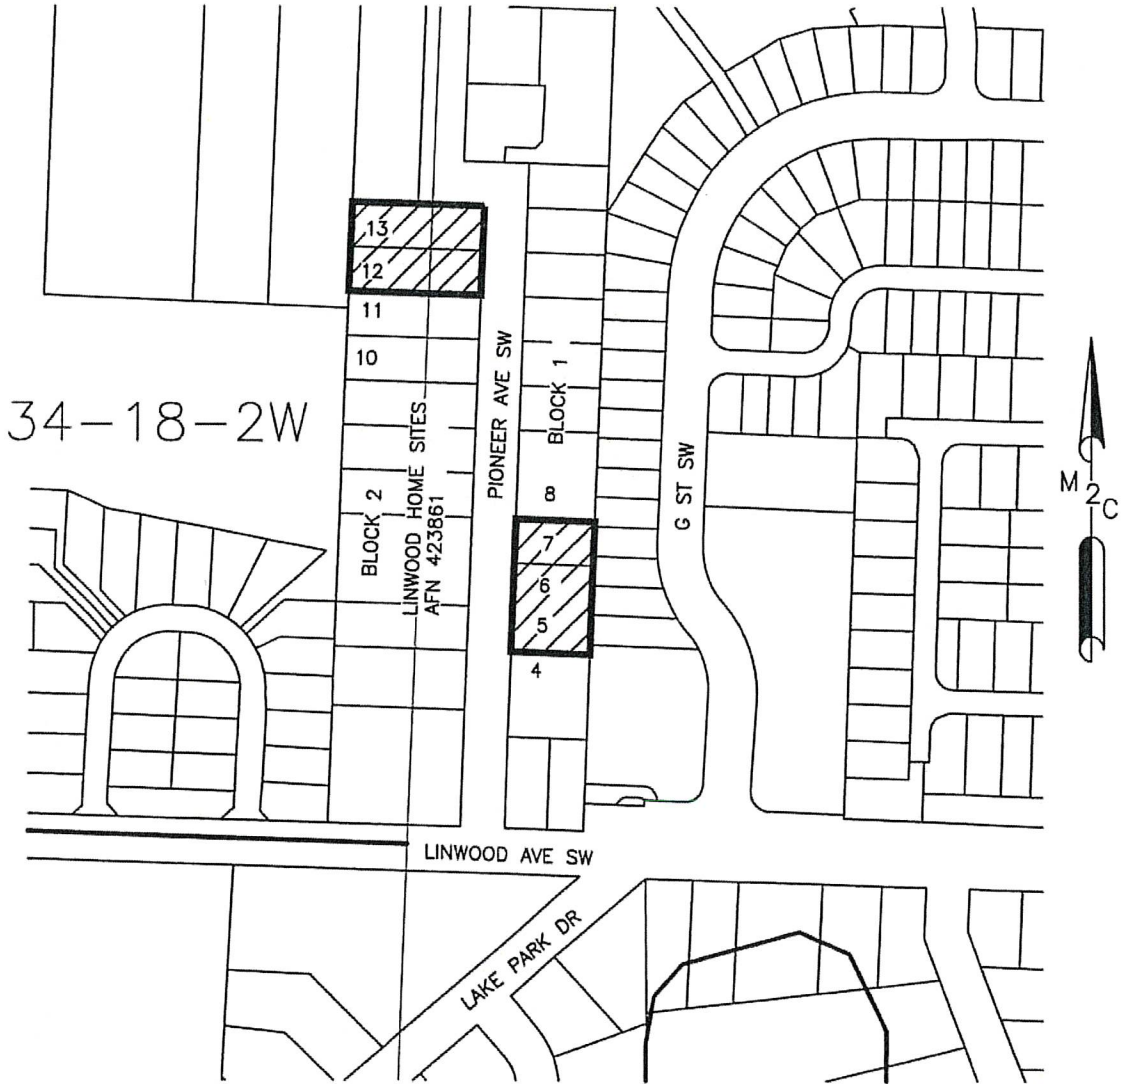 13
12
11
10
34-18-2W
PIONEER AVE SW
BLOCK 1
G ST SW
BLOCK 2
LINWOOD HOME SITES
AFN 423861
8
7
6
5
4
M 2 C
LINWOOD AVE SW
LAKE PARK DR